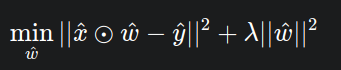 min ||x̂ ⊙ ŵ − ŷ||² + λ||ŵ||²
ŵ